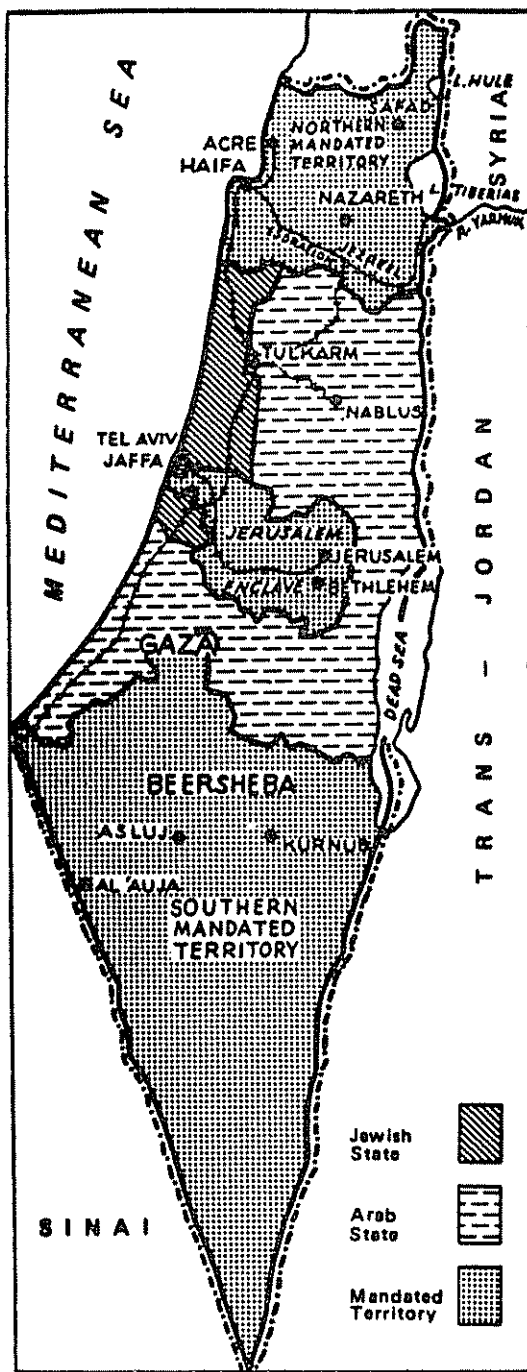 MEDITERRANEAN SEA
L. HULE
SYRIA
SAFAD
ACRE
HAIFA
NORTHERN
MANDATED
TERRITORY
NAZARETH
L. TIBERIAS
R. YARMUK
ESDRAELON
JEZREEL
TULKARM
NABLUS
TEL AVIV
JAFFA
JERUSALEM
ENCLAVE
JERUSALEM
BETHLEHEM
TRANS - JORDAN
GAZA
DEAD SEA
BEERSHEBA
ASLUJ
KURNUB
AL 'AUJA
SOUTHERN
MANDATED
TERRITORY
SINAI
Jewish
State
Arab
State
Mandated
Territory